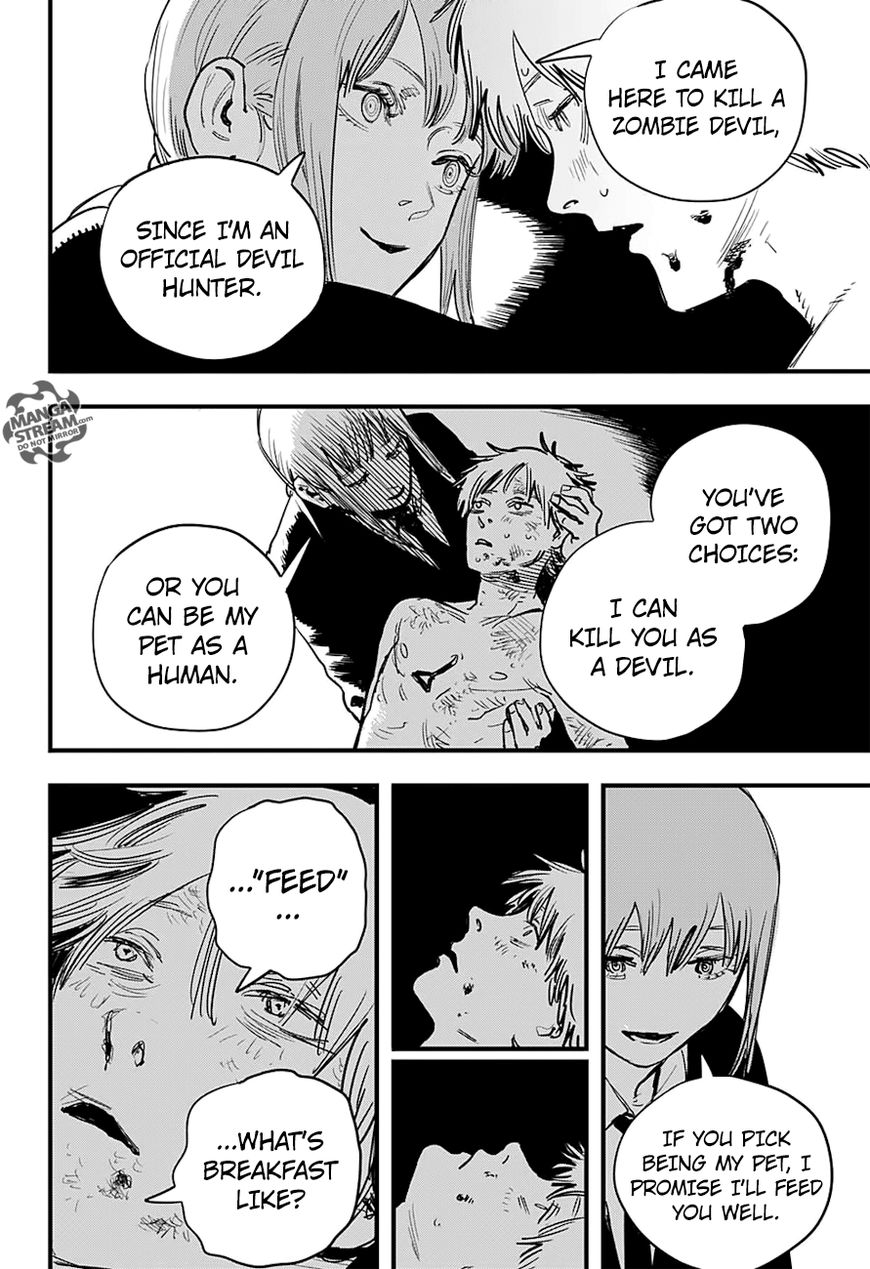 I CAME
HERE TO KILL A
ZOMBIE DEVIL,
SINCE I'M AN
OFFICIAL DEVIL
HUNTER.
MANGA
STREAM.com
DO NOT MIRROR
YOU'VE
GOT TWO
CHOICES:
I CAN
KILL YOU AS
A DEVIL.
OR YOU
CAN BE MY
PET AS A
HUMAN.
IF YOU PICK
BEING MY PET, I
PROMISE I'LL FEED
YOU WELL.
..."FEED"
...
...WHAT'S
BREAKFAST
LIKE?